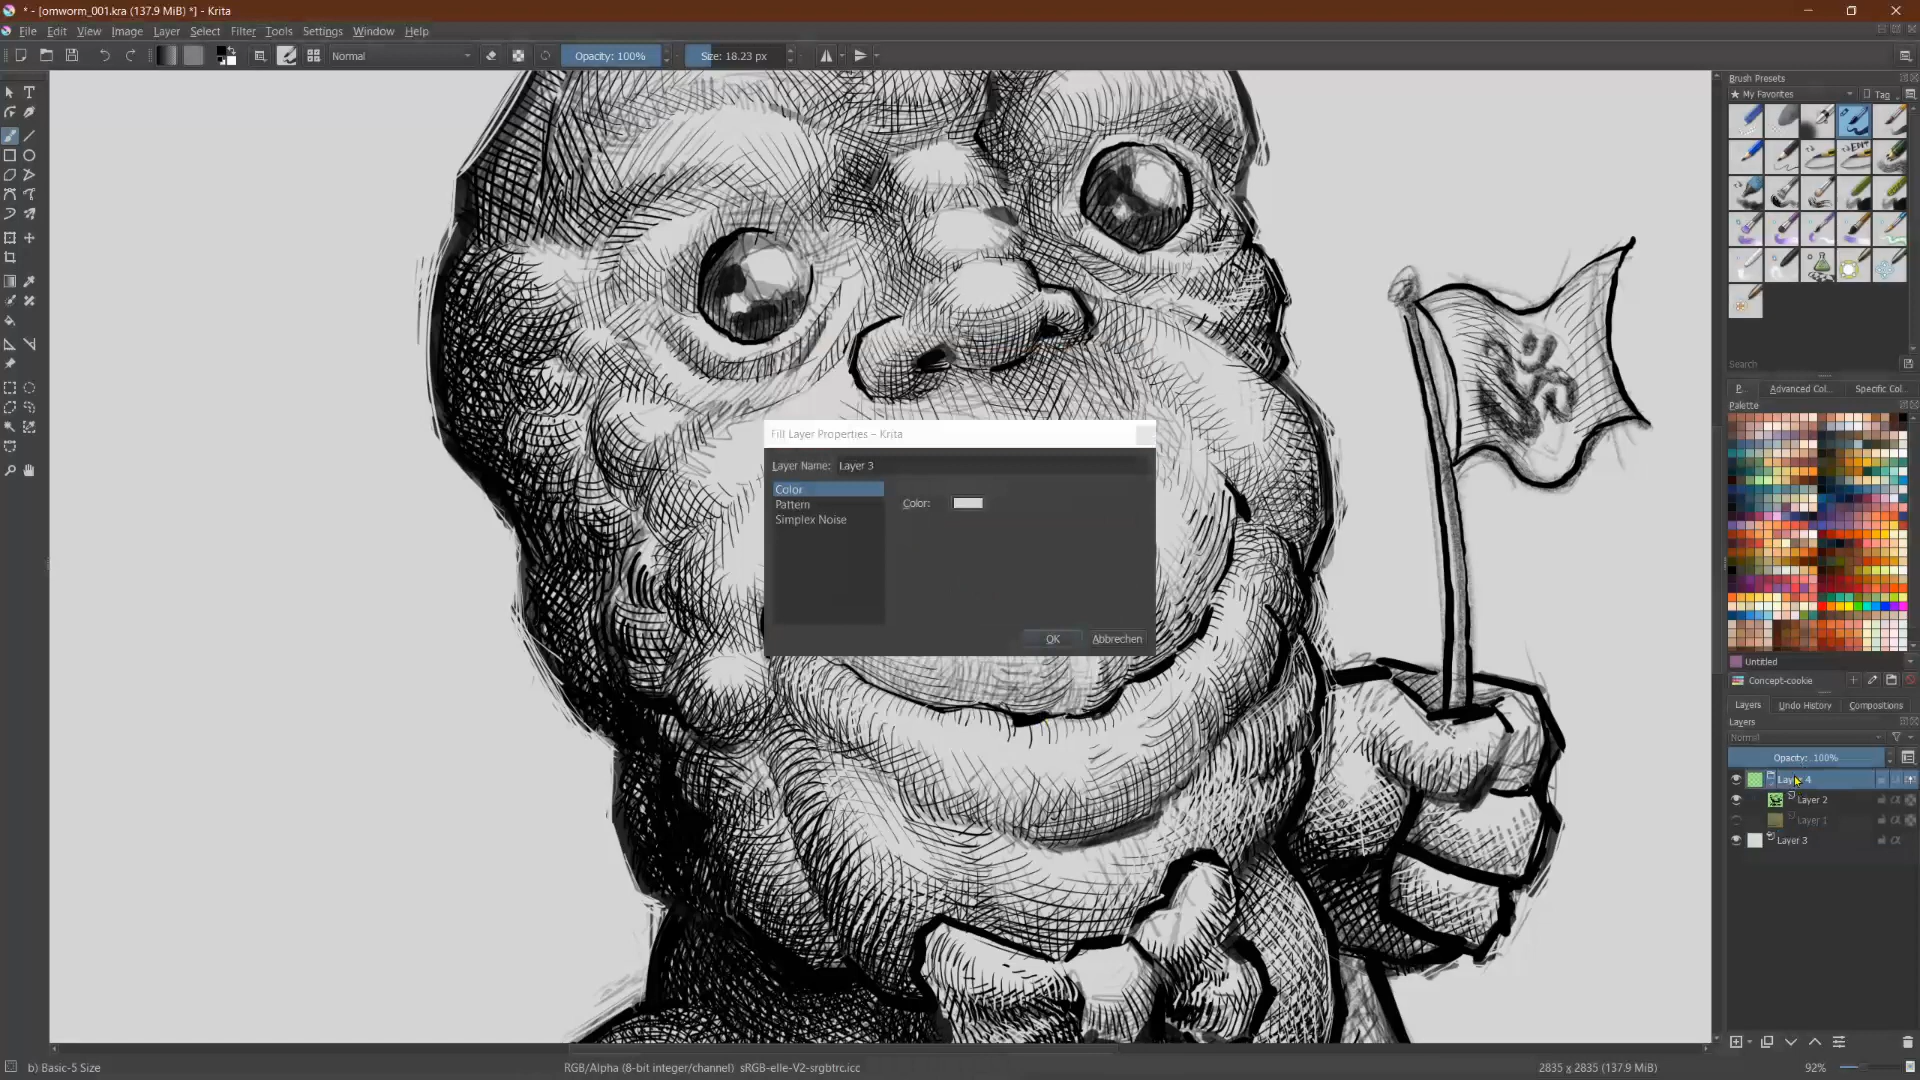 * - [omworm_001.kra (137.9 MiB) *] - Krita
File Edit View Image Layer Select Filter Tools Settings Window Help
Normal
Opacity: 100%
Size: 18.23 px
Brush Presets
My Favorites
Tag
Search
P... Advanced Col... Specific Col...
Palette
Fill Layer Properties – Krita
Layer Name: Layer 3
Color
Pattern
Simplex Noise
Color:
OK Abbrechen
ॐ
Untitled
Concept-cookie
Layers Undo History Compositions
Layers
Normal
Opacity: 100%
Layer 4
Layer 2
Layer 1
Layer 3
b) Basic-5 Size
RGB/Alpha (8-bit integer/channel) sRGB-elle-V2-srgbtrc.icc
2835 x 2835 (137.9 MiB)
92%